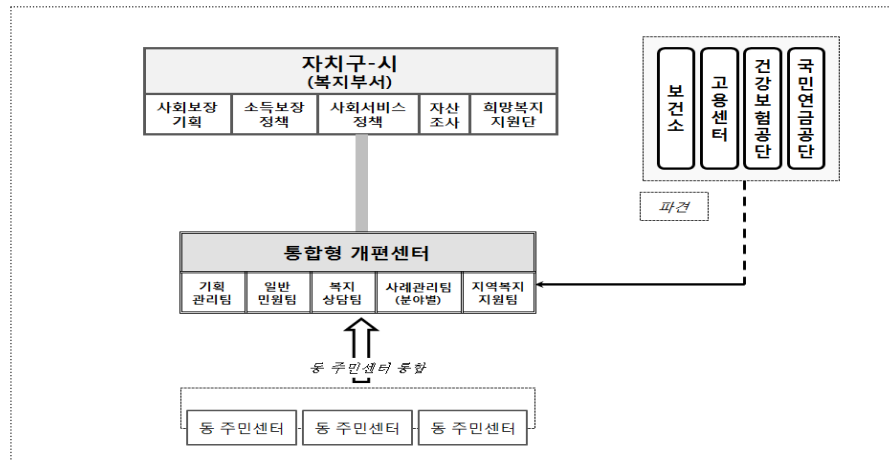 자치구-시
(복지부서)
사회보장
기획
소득보장
정책
사회서비스
정책
자산
조사
희망복지
지원단
보건소
고용센터
건강보험공단
국민연금공단
파견
통합형 개편센터
기획
관리팀
일반
민원팀
복지
상담팀
사례관리팀
(분야별)
지역복지
지원팀
동 주민센터 통합
동 주민센터
동 주민센터
동 주민센터